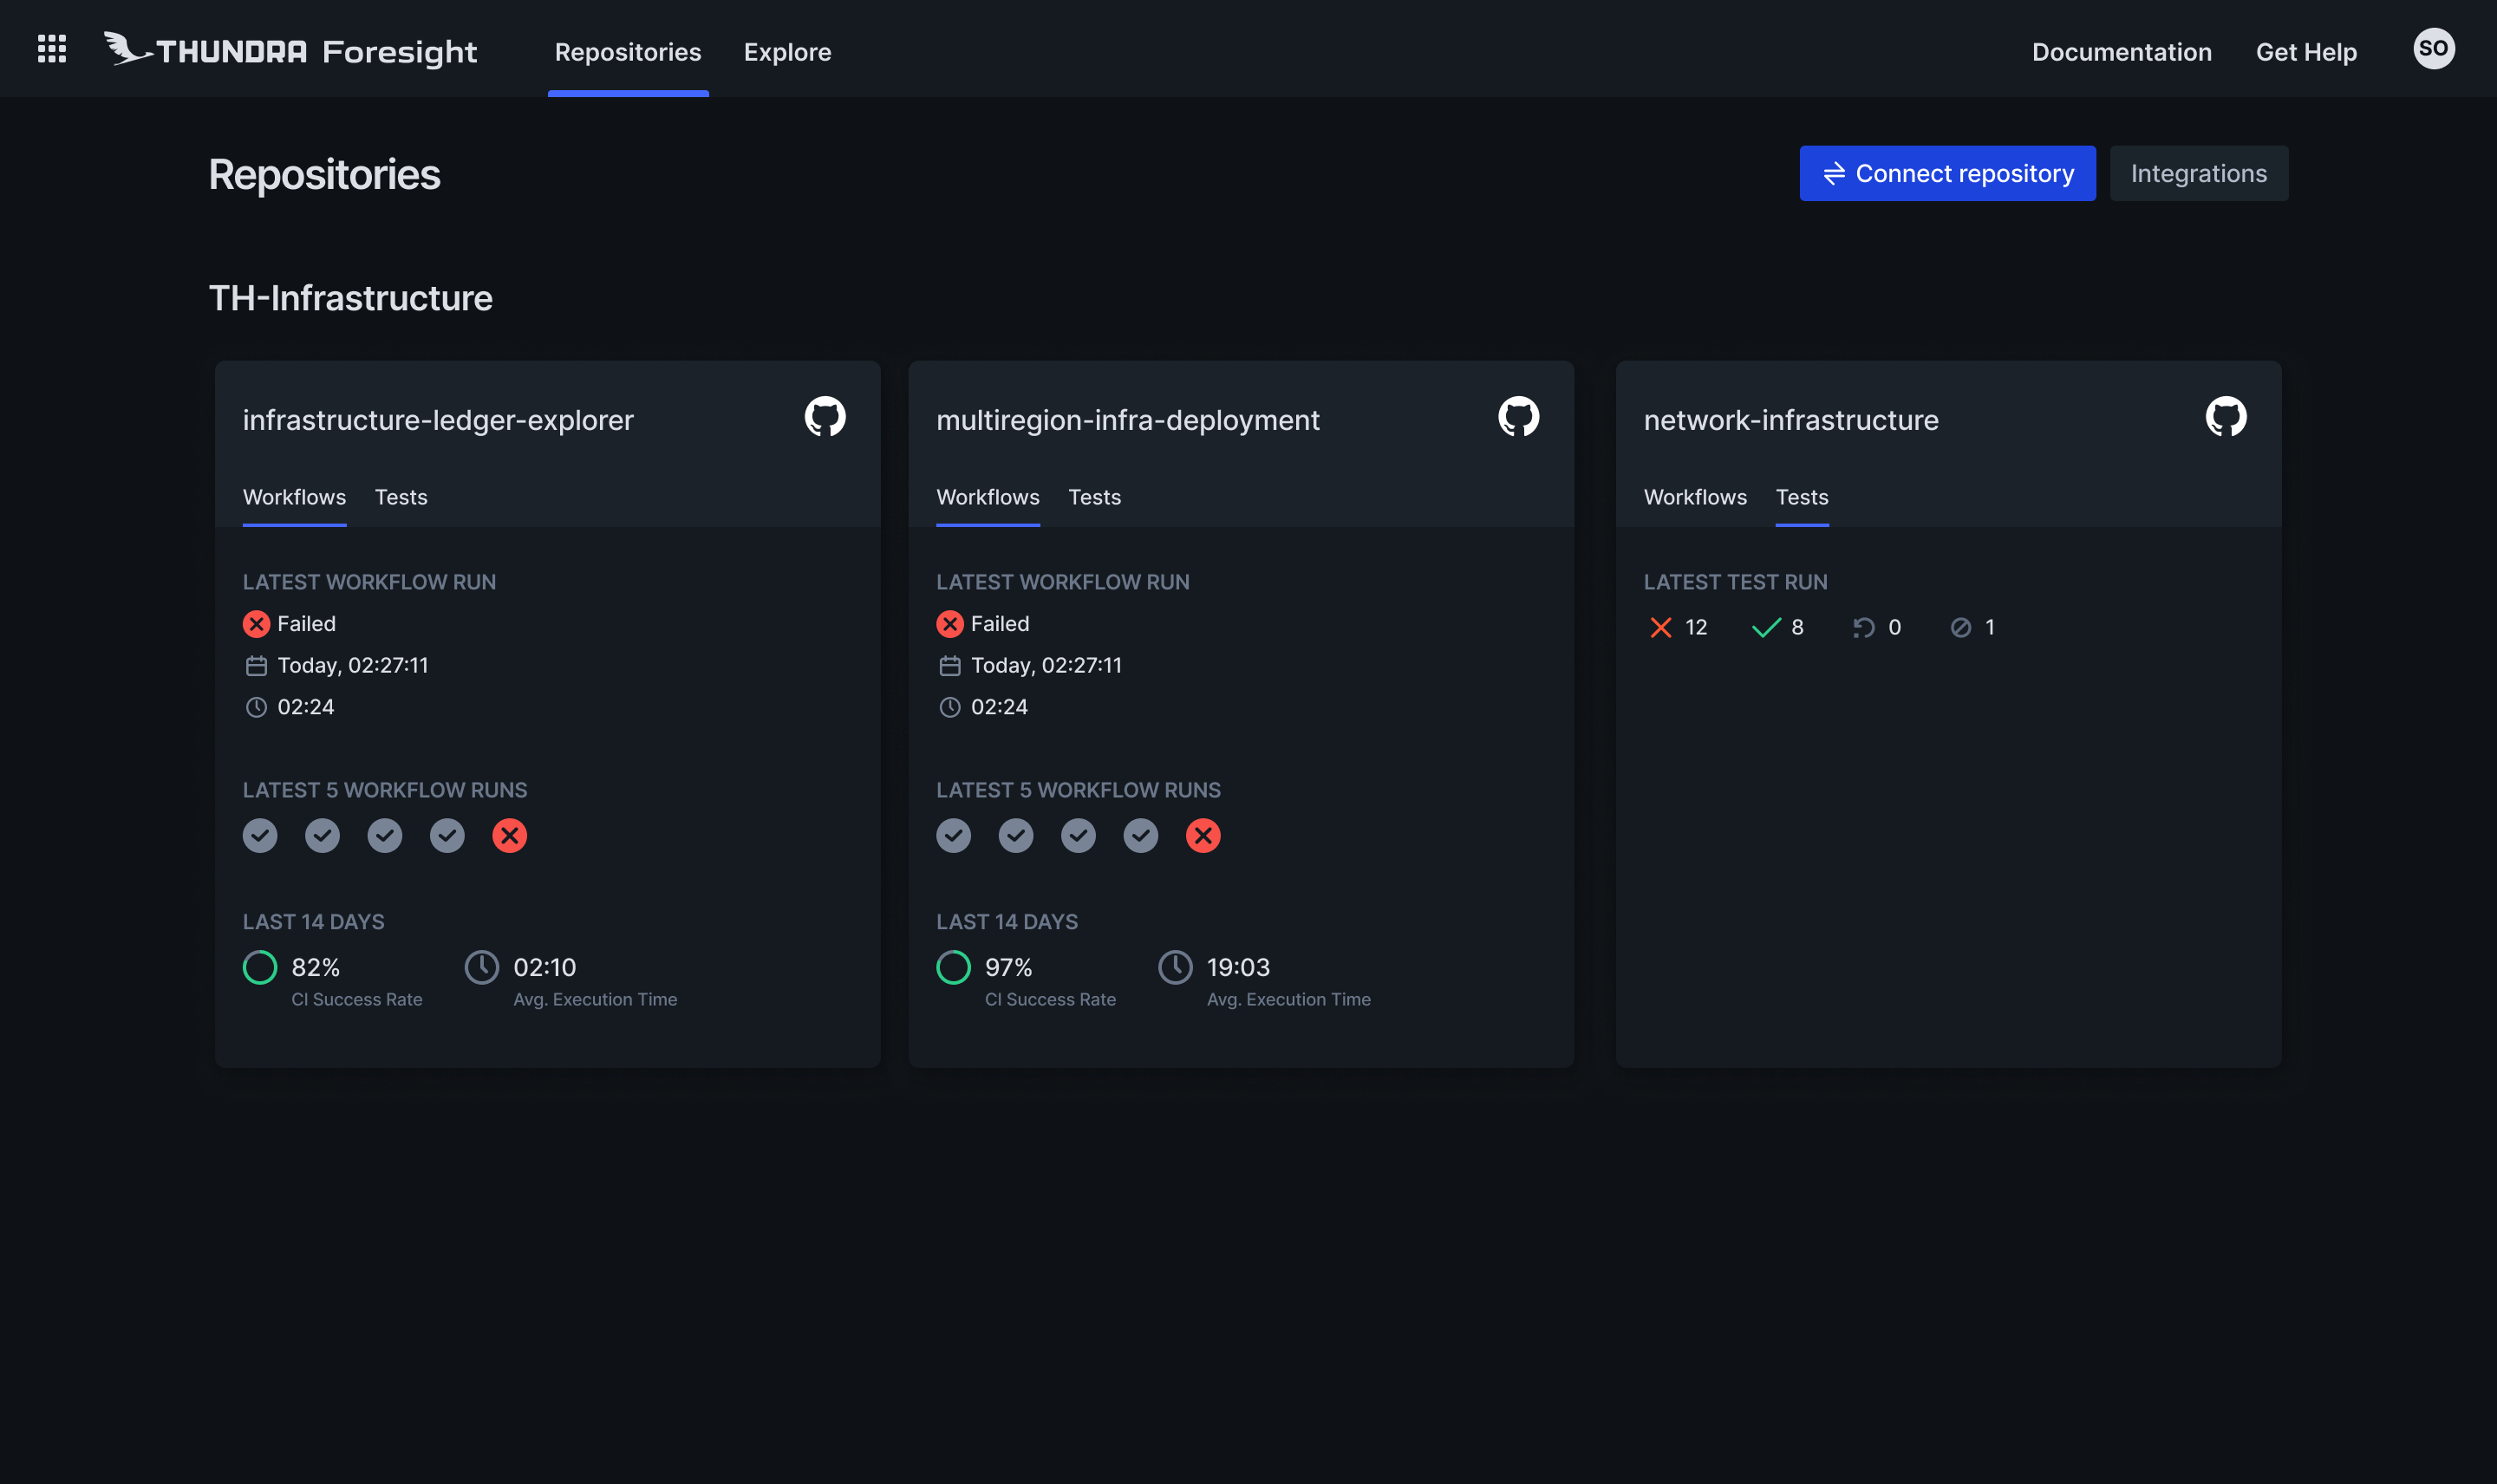 THUNDRA Foresight
Repositories
Explore
Documentation
Get Help
SO
Repositories
Connect repository
Integrations
TH-Infrastructure
infrastructure-ledger-explorer
Workflows
Tests
LATEST WORKFLOW RUN
Failed
Today, 02:27:11
02:24
LATEST 5 WORKFLOW RUNS
LAST 14 DAYS
82%
CI Success Rate
02:10
Avg. Execution Time
multiregion-infra-deployment
Workflows
Tests
LATEST WORKFLOW RUN
Failed
Today, 02:27:11
02:24
LATEST 5 WORKFLOW RUNS
LAST 14 DAYS
97%
CI Success Rate
19:03
Avg. Execution Time
network-infrastructure
Workflows
Tests
LATEST TEST RUN
12
8
0
1